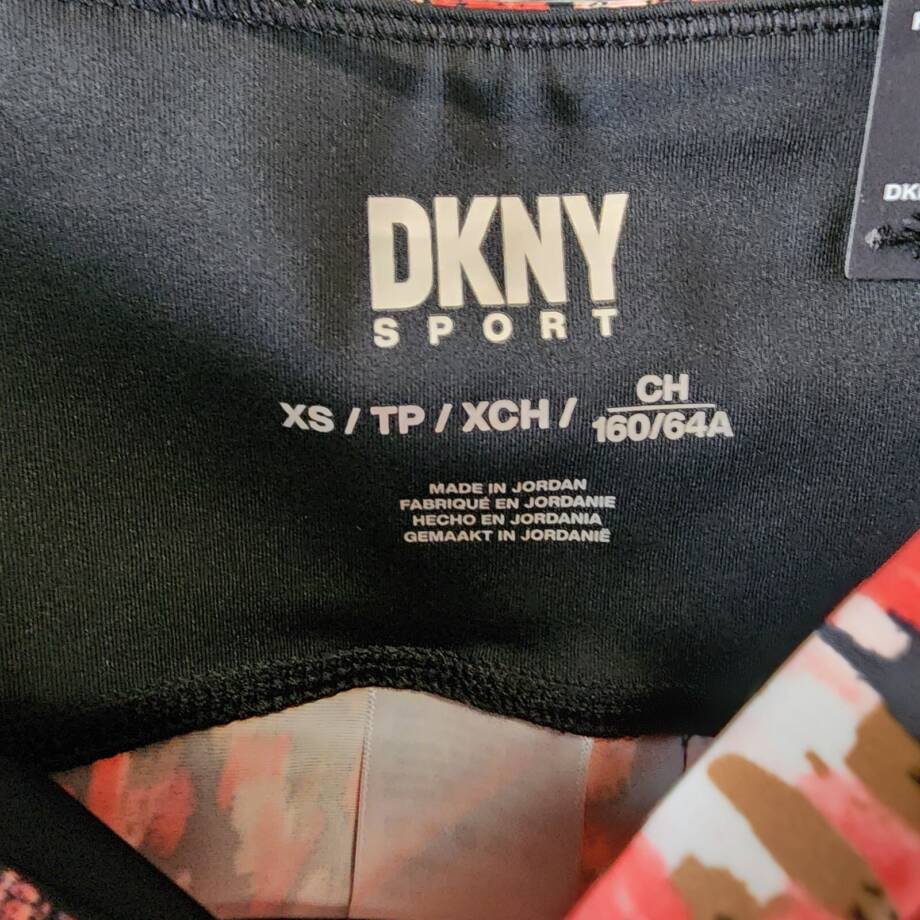 DKNY
SPORT
XS / TP / XCH / CH
160/64A
MADE IN JORDAN
FABRIQUÉ EN JORDANIE
HECHO EN JORDANIA
GEMAAKT IN JORDANIË